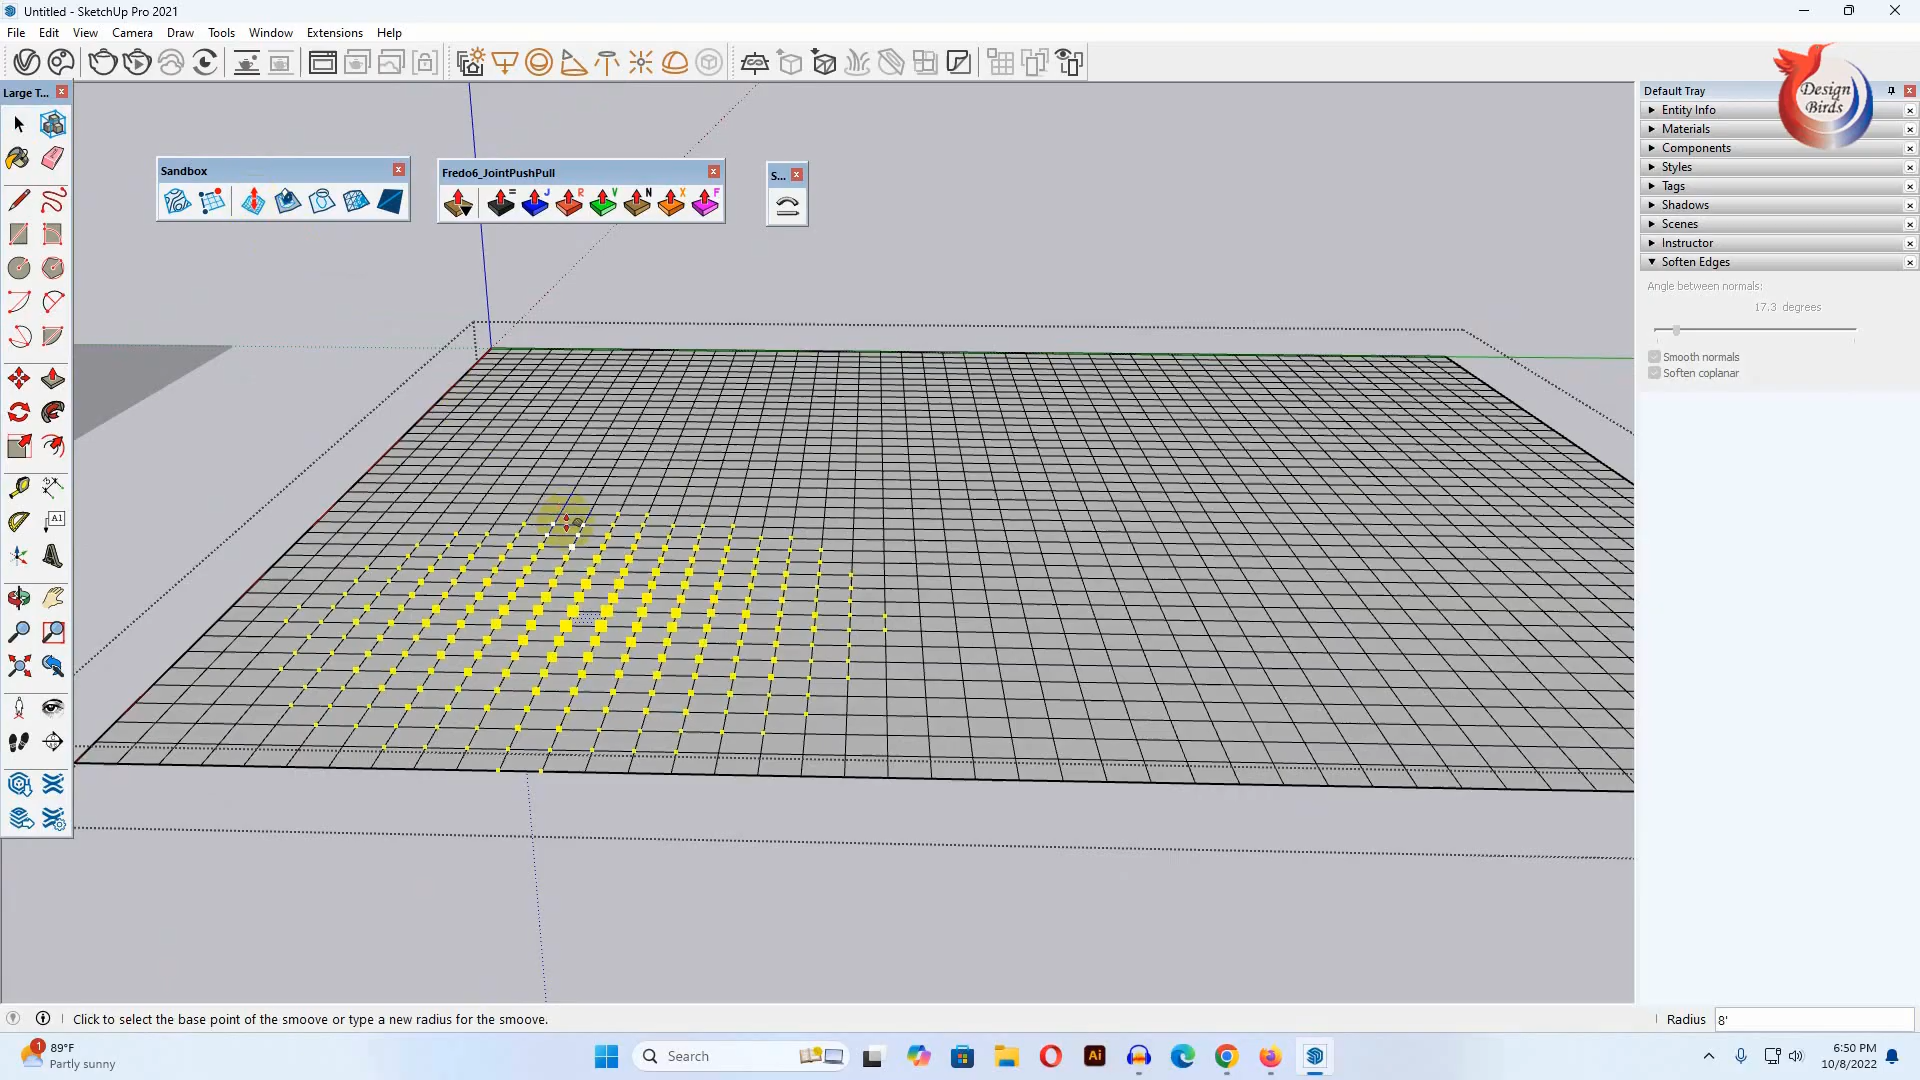 Untitled - SketchUp Pro 2021
File Edit View Camera Draw Tools Window Extensions Help
Large T...
Default Tray
Design
Birds
Entity Info
Materials
Components
Styles
Tags
Shadows
Scenes
Instructor
Soften Edges
Angle between normals:
17.3 degrees
Smooth normals
Soften coplanar
Sandbox
Fredo6_JointPushPull
S...
= J R V N X F
A1
Click to select the base point of the smoove or type a new radius for the smoove.
Radius 8'
1
89°F
Partly sunny
Search
Ai
6:50 PM
10/8/2022